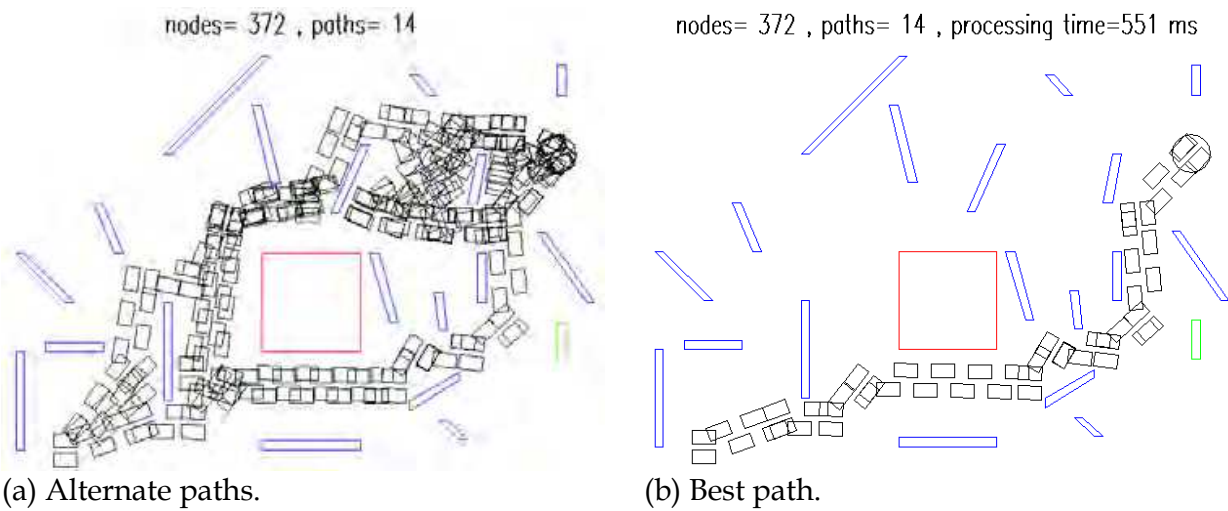 nodes= 372 , paths= 14
nodes= 372 , paths= 14 , processing time=551 ms
(a) Alternate paths.
(b) Best path.